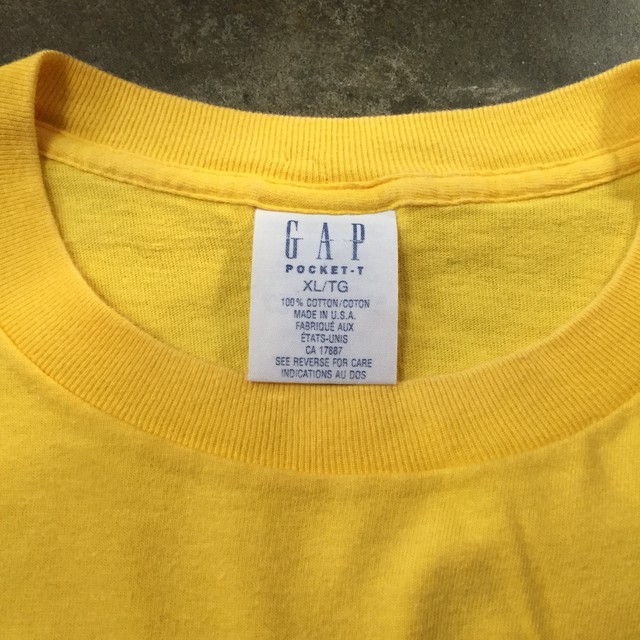 GAP
POCKET-T
XL/TG
100% COTTON/COTON
MADE IN U.S.A.
FABRIQUÉ AUX
ÉTATS-UNIS
CA 17887
SEE REVERSE FOR CARE
INDICATIONS AU DOS